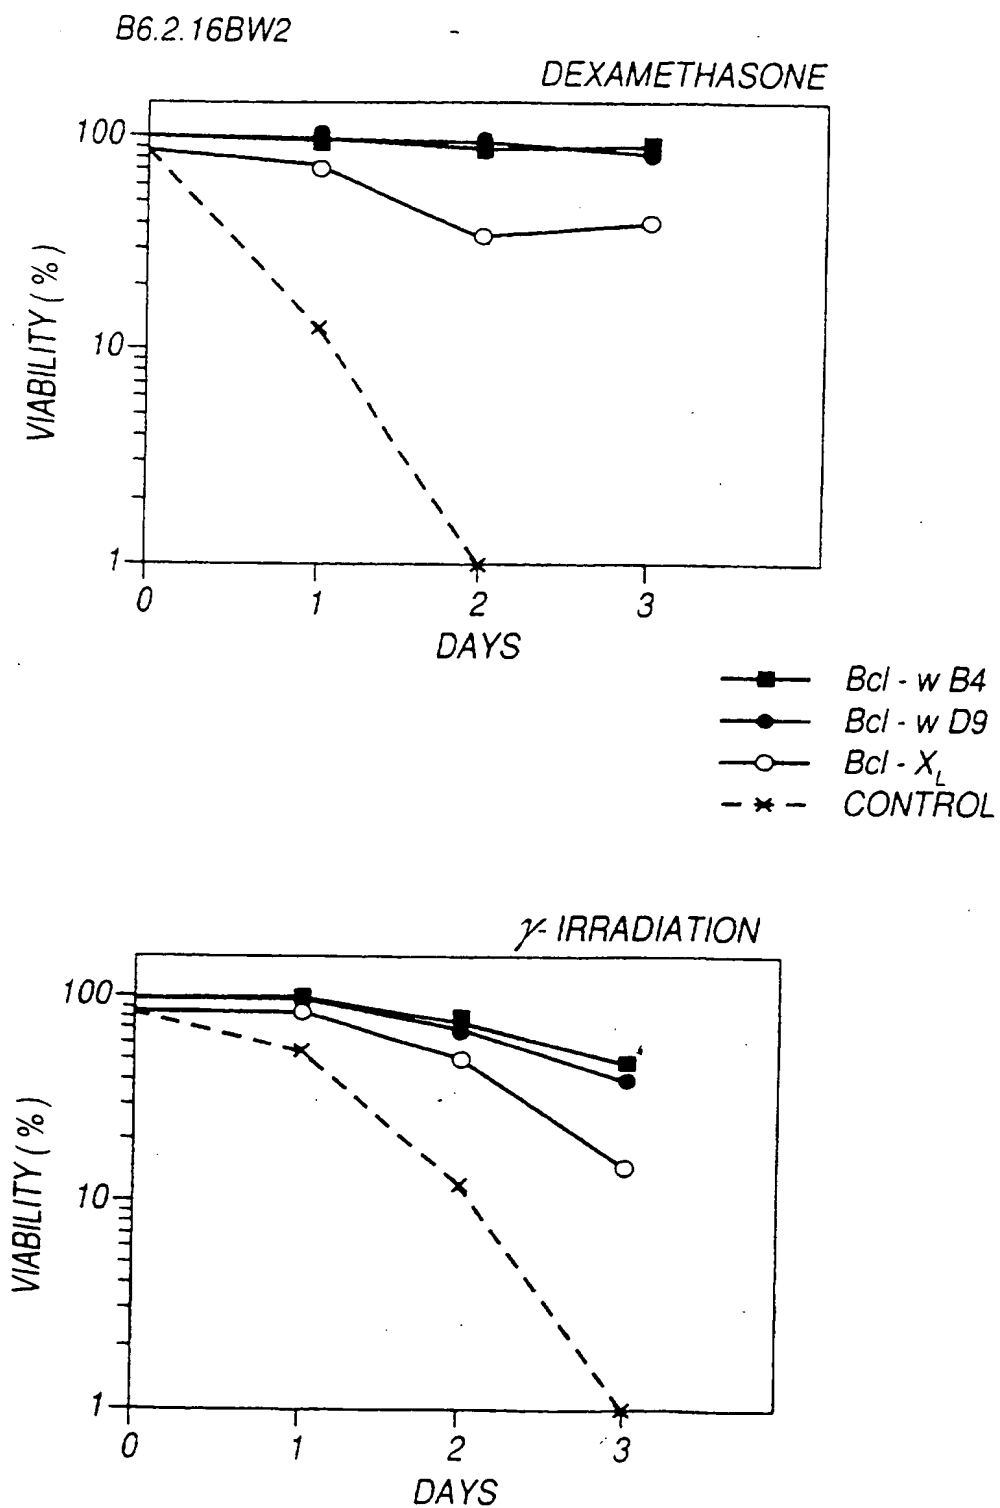 B6.2.16BW2
DEXAMETHASONE
100
10
1
VIABILITY (%)
0 1 2 3
DAYS
Bcl - w B4
Bcl - w D9
Bcl - XL
CONTROL
γ- IRRADIATION
100
10
1
VIABILITY (%)
0 1 2 3
DAYS